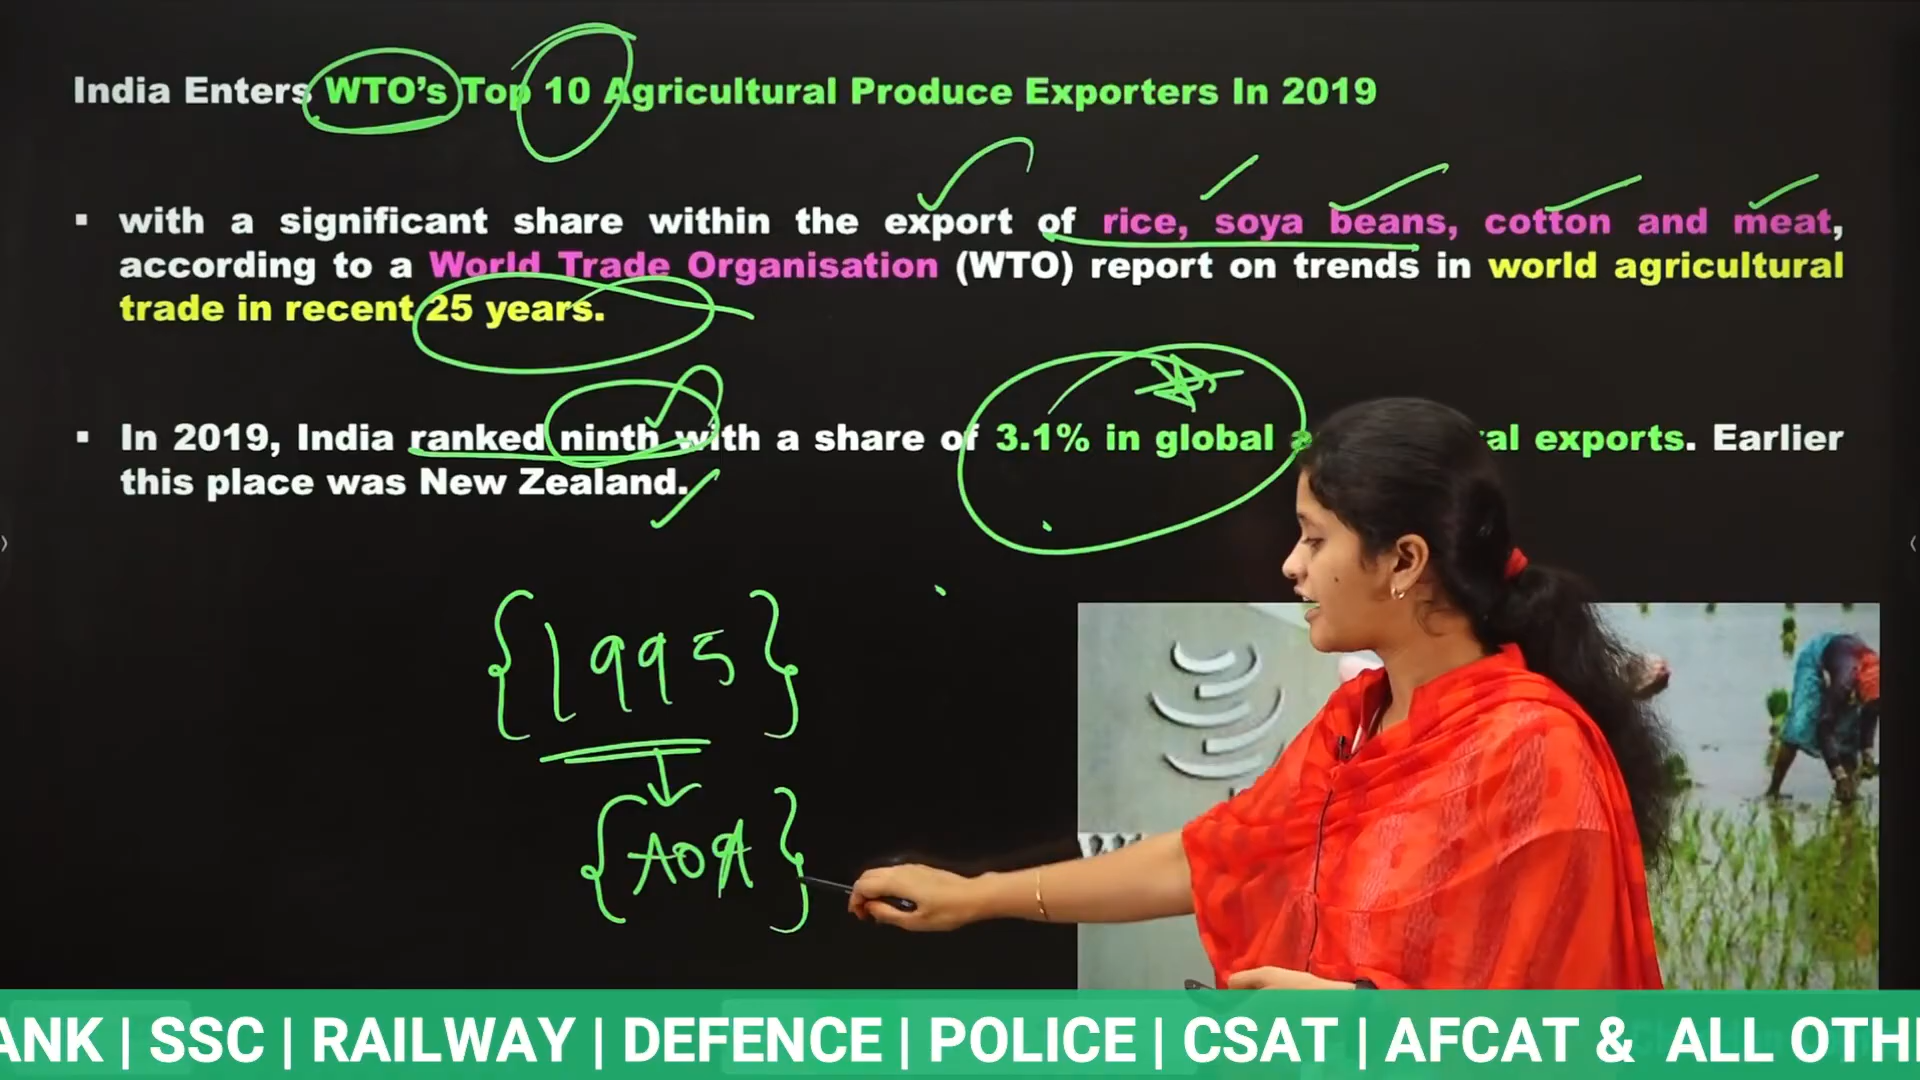 India Enters WTO's Top 10 Agricultural Produce Exporters In 2019
▪ with a significant share within the export of rice, soya beans, cotton and meat,
according to a World Trade Organisation (WTO) report on trends in world agricultural
trade in recent 25 years.
▪ In 2019, India ranked ninth with a share of 3.1% in global al exports. Earlier
this place was New Zealand.
{1995}
{AOA}
ANK | SSC | RAILWAY | DEFENCE | POLICE | CSAT | AFCAT & ALL OTH